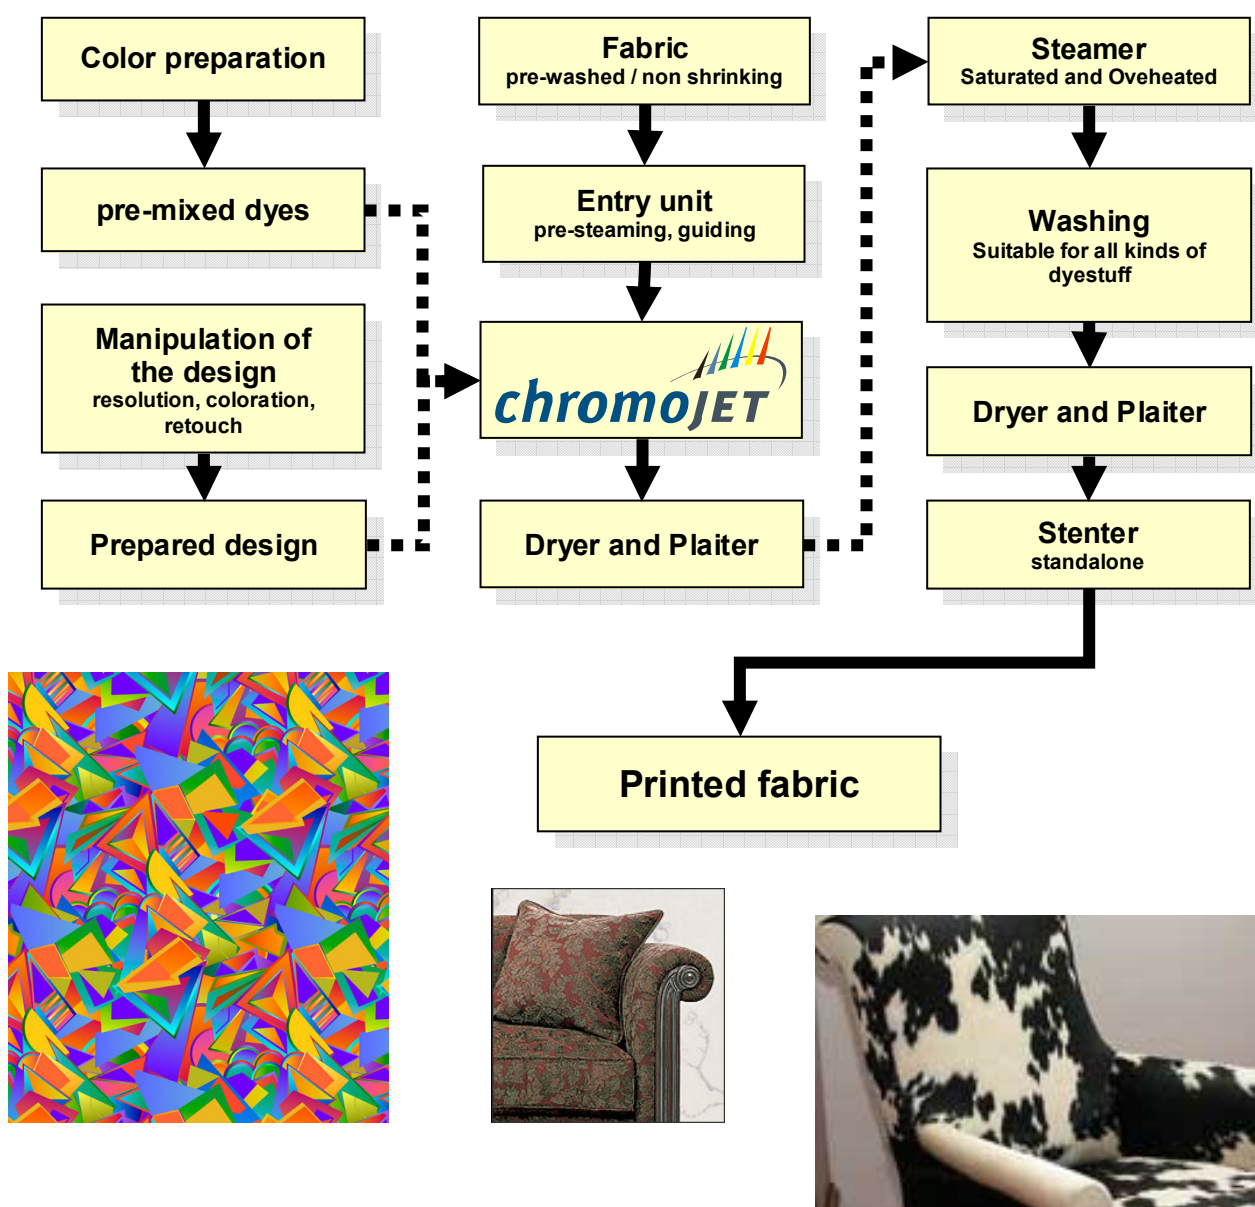 Color preparation
pre-mixed dyes
Manipulation of
the design
resolution, coloration,
retouch
Prepared design
Fabric
pre-washed / non shrinking
Entry unit
pre-steaming, guiding
chromoJET
Dryer and Plaiter
Steamer
Saturated and Oveheated
Washing
Suitable for all kinds of
dyestuff
Dryer and Plaiter
Stenter
standalone
Printed fabric